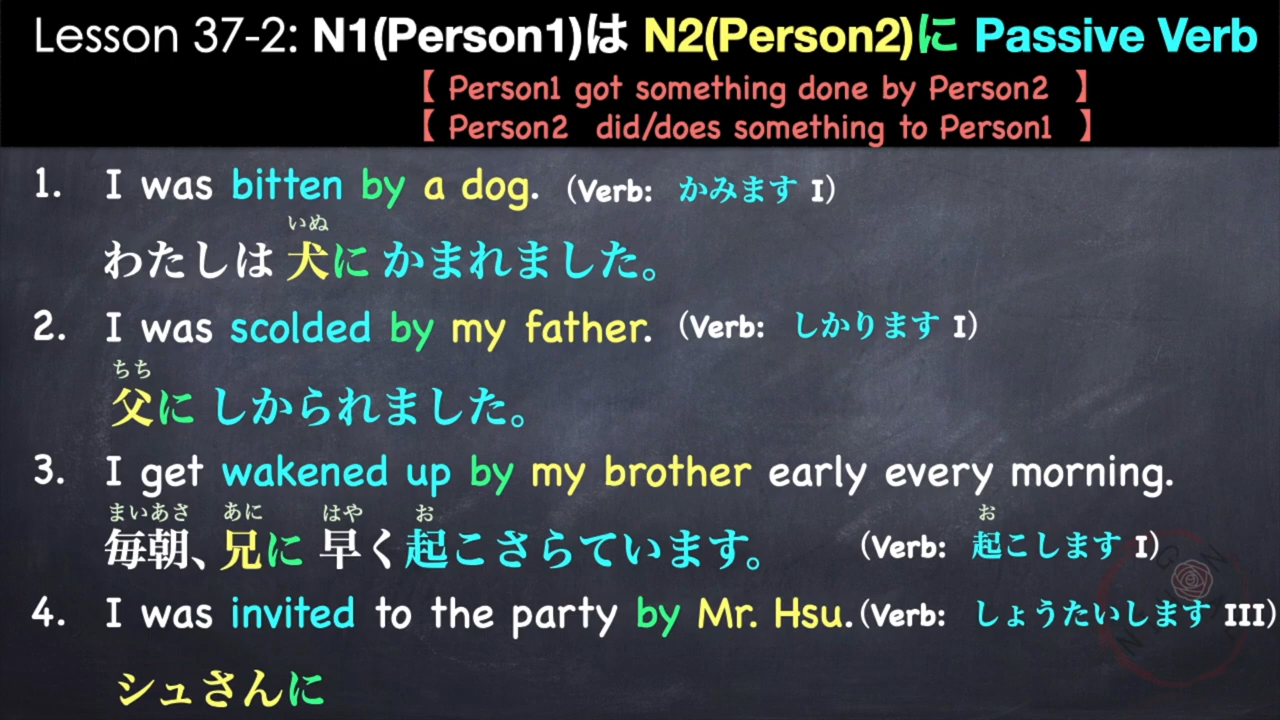 Lesson 37-2: N1(Person1)は N2(Person2)に Passive Verb
【 Person1 got something done by Person2 】
【 Person2 did/does something to Person1 】
1. I was bitten by a dog. (Verb: かみます I)
いぬ
わたしは 犬に かまれました。
2. I was scolded by my father. (Verb: しかります I)
ちち
父に しかられました。
3. I get wakened up by my brother early every morning.
まいあさ あに はや お お
毎朝、兄に 早く起こさらています。 (Verb: 起こします I)
4. I was invited to the party by Mr. Hsu. (Verb: しょうたいします III)
シュさんに